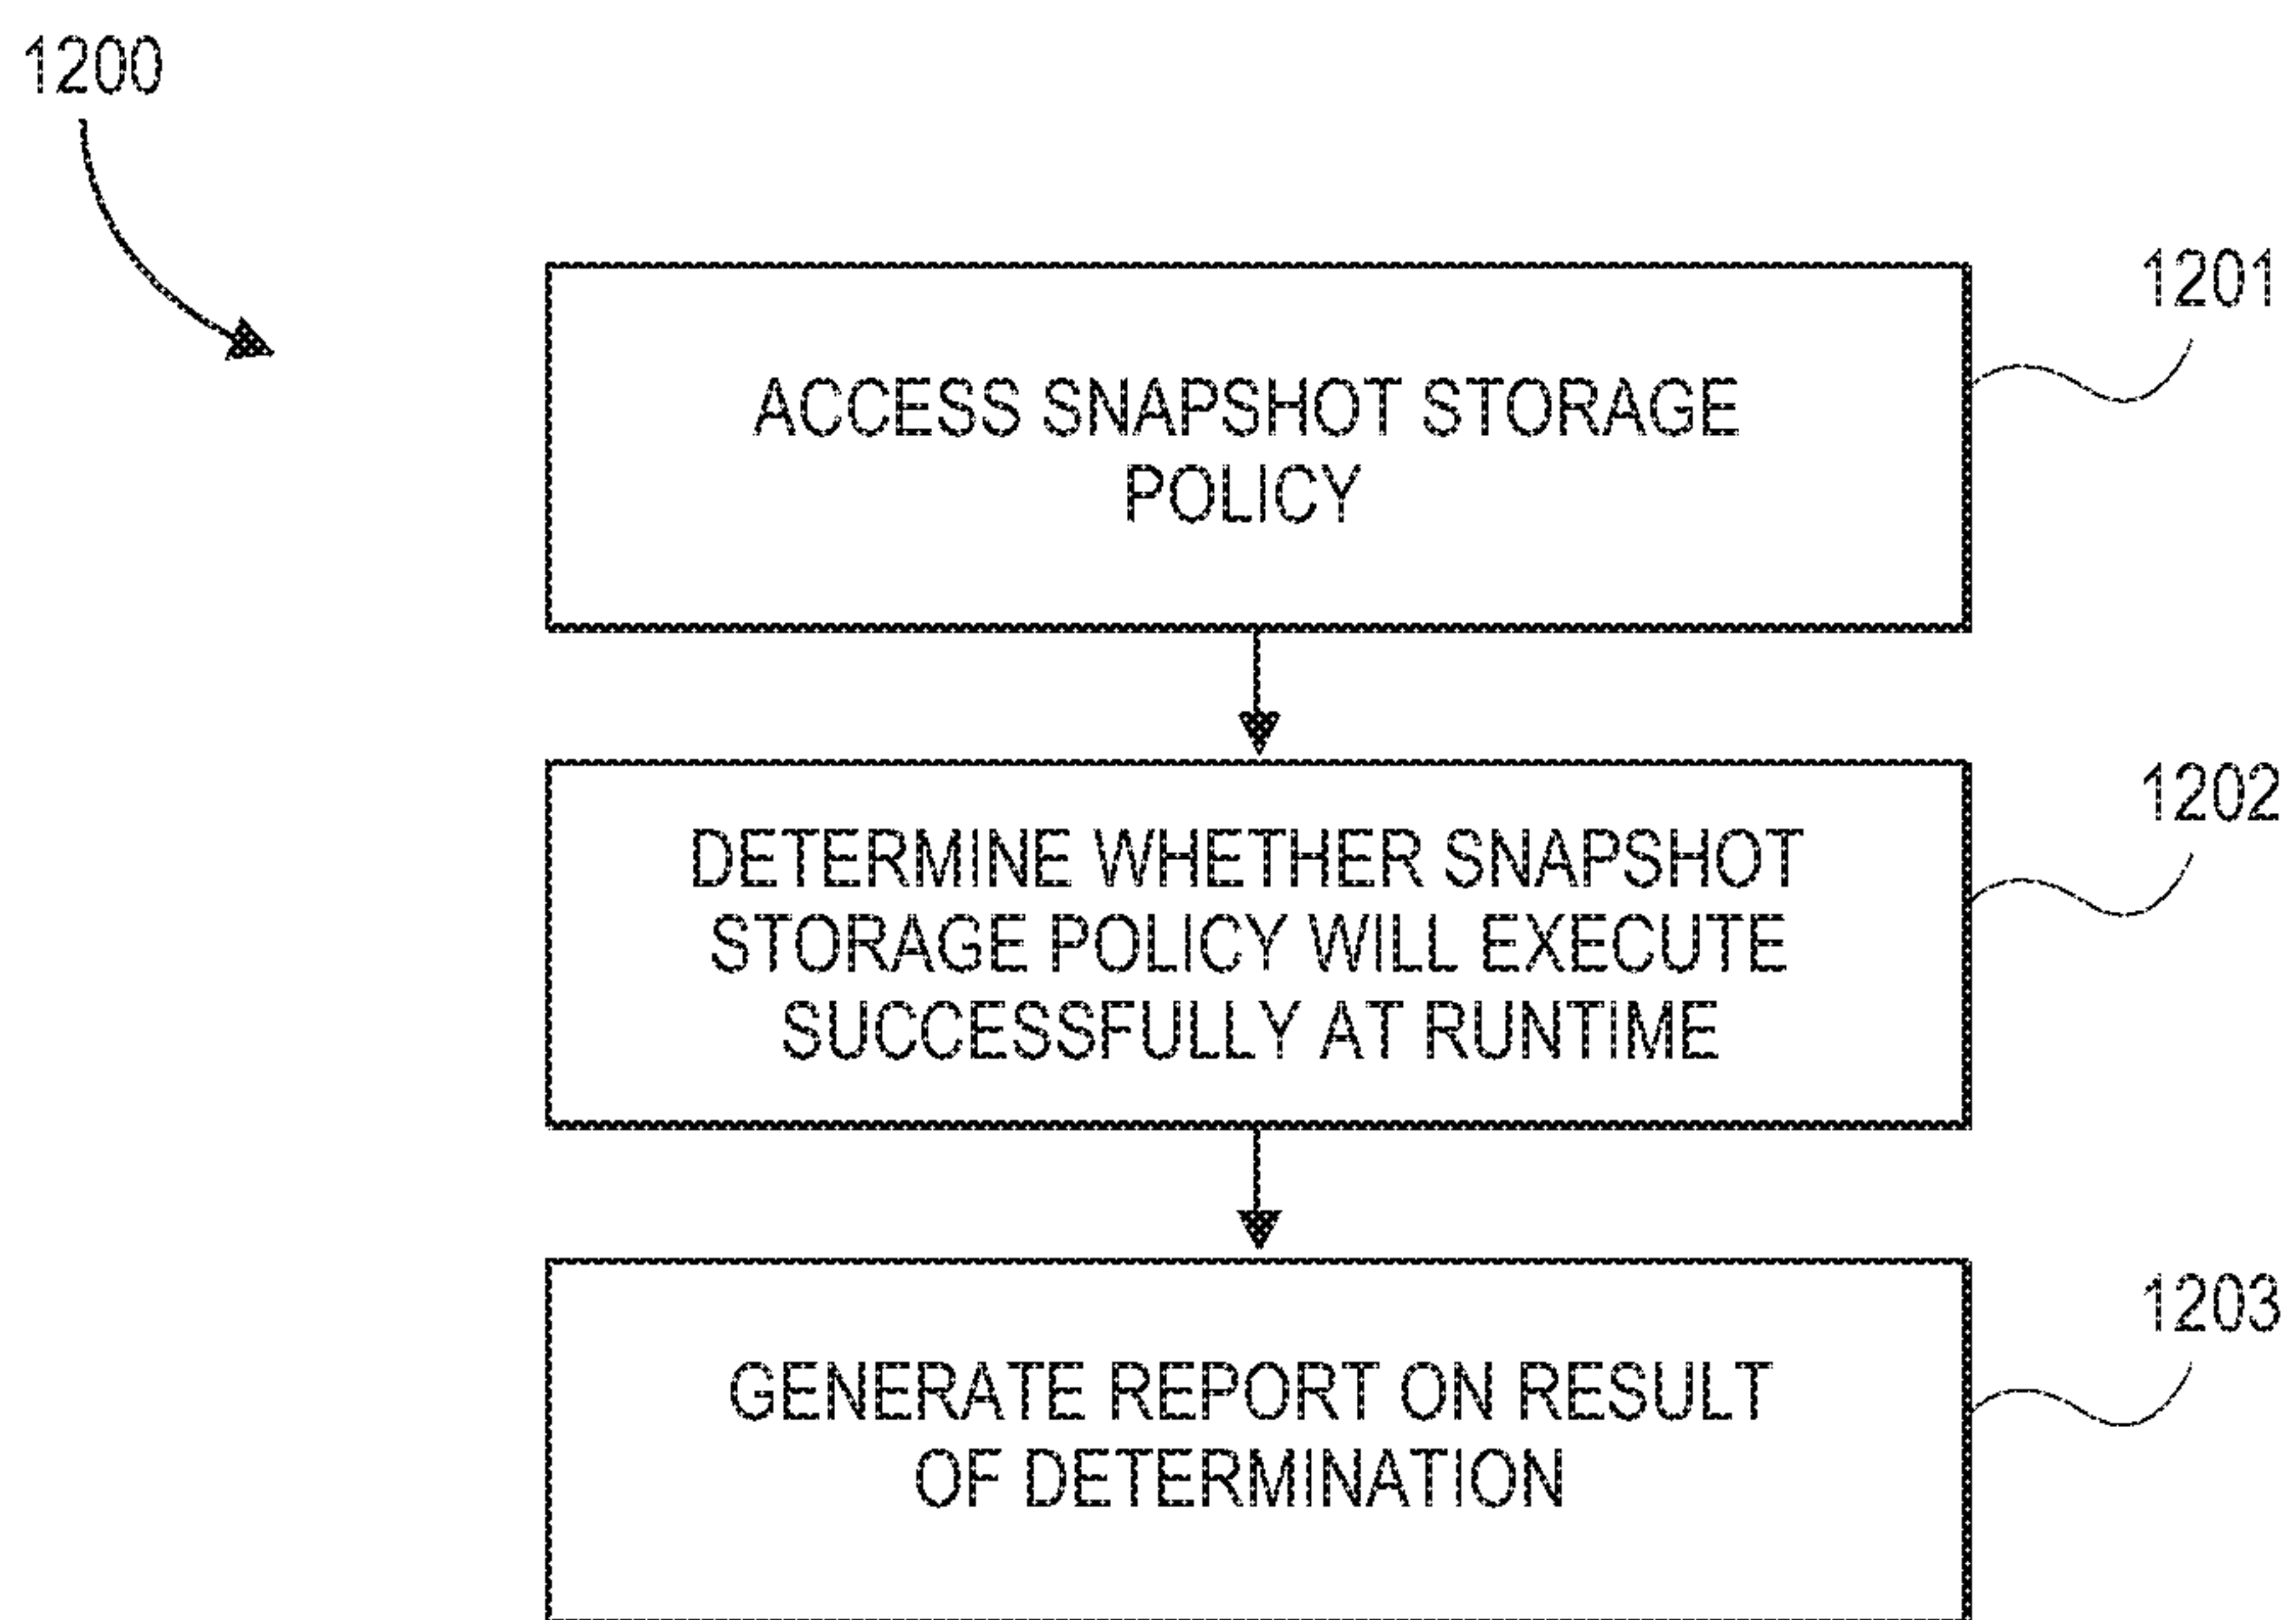 1200
1201
ACCESS SNAPSHOT STORAGE
POLICY
1202
DETERMINE WHETHER SNAPSHOT
STORAGE POLICY WILL EXECUTE
SUCCESSFULLY AT RUNTIME
1203
GENERATE REPORT ON RESULT
OF DETERMINATION